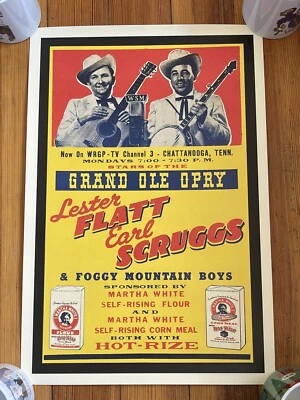 WSM
Now On WRGP-TV Channel 3 - CHATTANOOGA, TENN.
MONDAYS 7:00 - 7:30 P. M.
STARS OF THE
GRAND OLE OPRY
Lester
FLATT
Earl
SCRUGGS
& FOGGY MOUNTAIN BOYS
SPONSORED BY
MARTHA WHITE
SELF-RISING FLOUR
AND
MARTHA WHITE
SELF-RISING CORN MEAL
BOTH WITH
HOT-RIZE
FLOUR